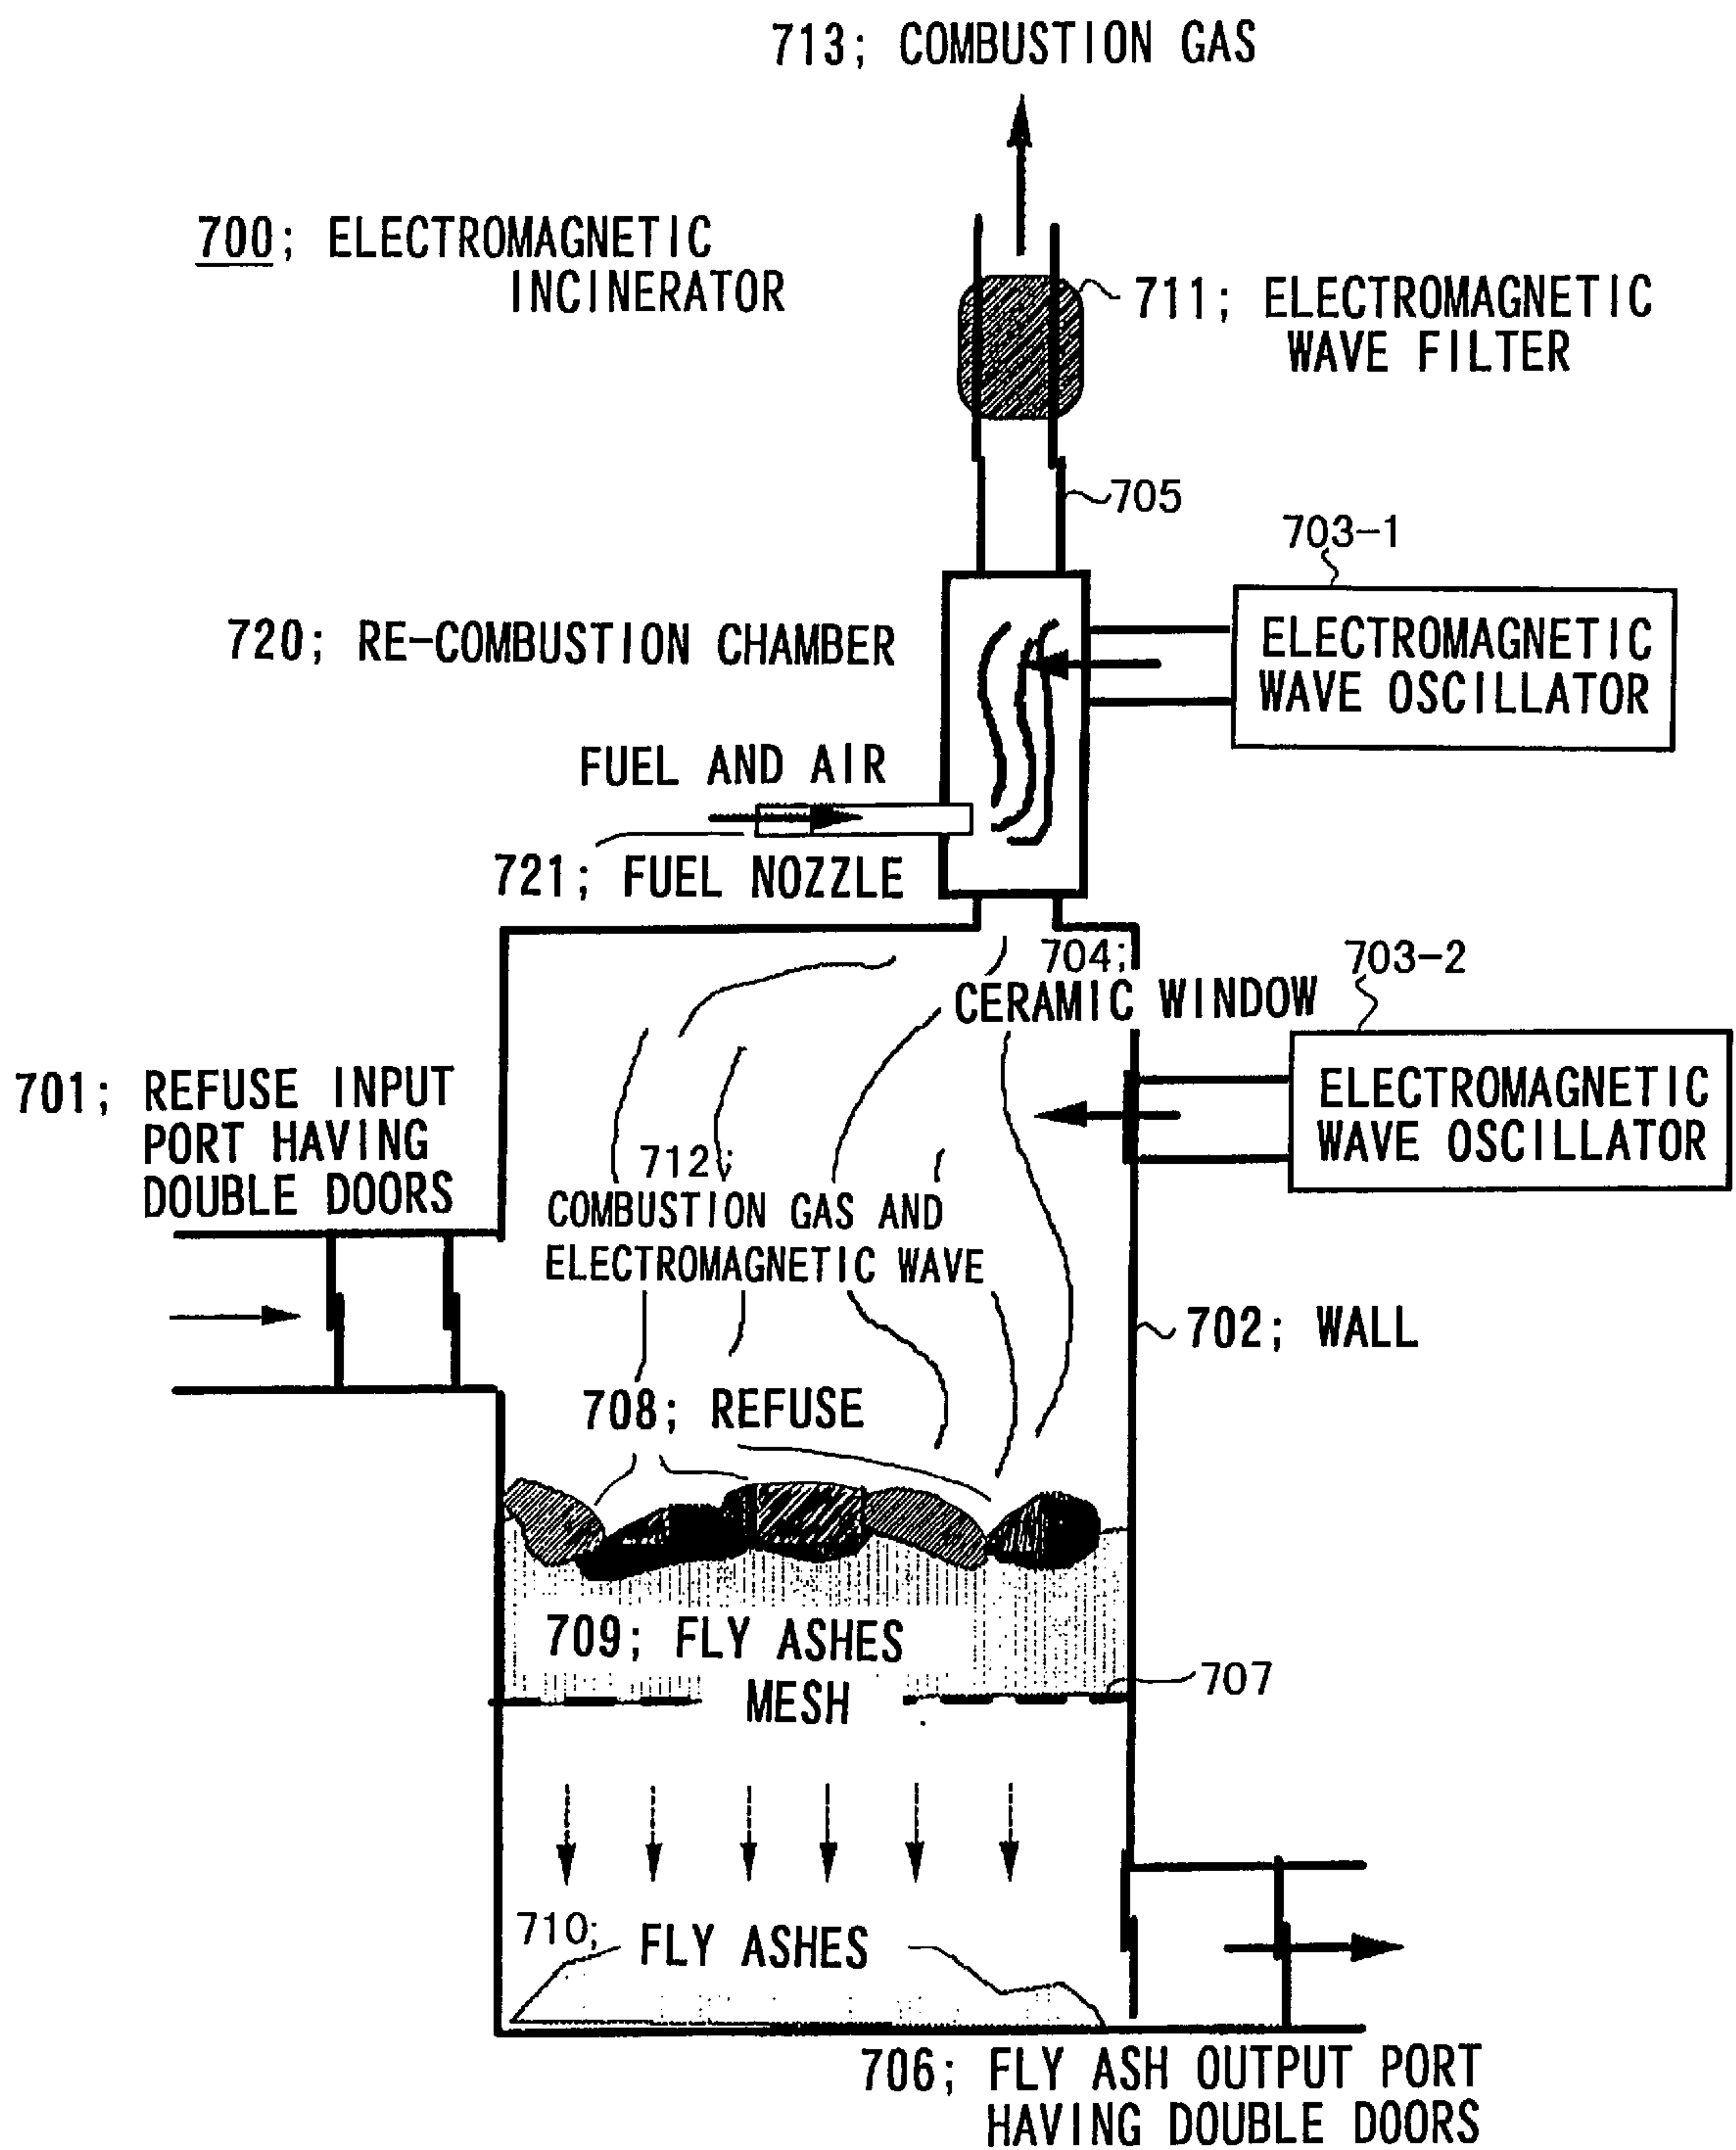 713; COMBUSTION GAS
700; ELECTROMAGNETIC
INCINERATOR
711; ELECTROMAGNETIC
WAVE FILTER
705
703-1
720; RE-COMBUSTION CHAMBER
ELECTROMAGNETIC
WAVE OSCILLATOR
FUEL AND AIR
721; FUEL NOZZLE
704;
CERAMIC WINDOW
703-2
701; REFUSE INPUT
PORT HAVING
DOUBLE DOORS
ELECTROMAGNETIC
WAVE OSCILLATOR
712;
COMBUSTION GAS AND
ELECTROMAGNETIC WAVE
702; WALL
708; REFUSE
709; FLY ASHES
MESH
707
710;
FLY ASHES
706; FLY ASH OUTPUT PORT
HAVING DOUBLE DOORS